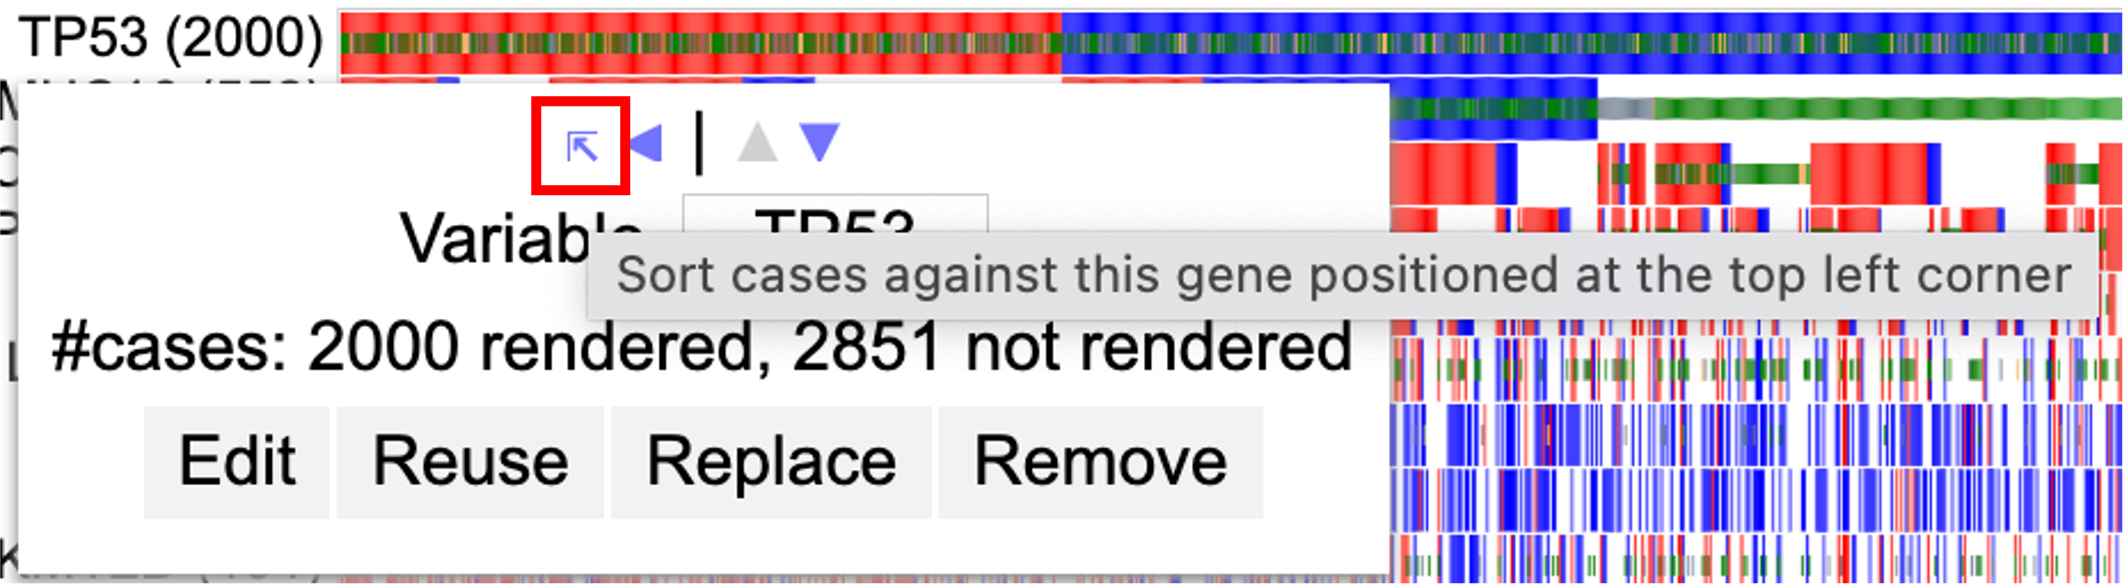 TP53 (2000)
TP53
Sort cases against this gene positioned at the top left corner
#cases: 2000 rendered, 2851 not rendered
Edit Reuse Replace Remove